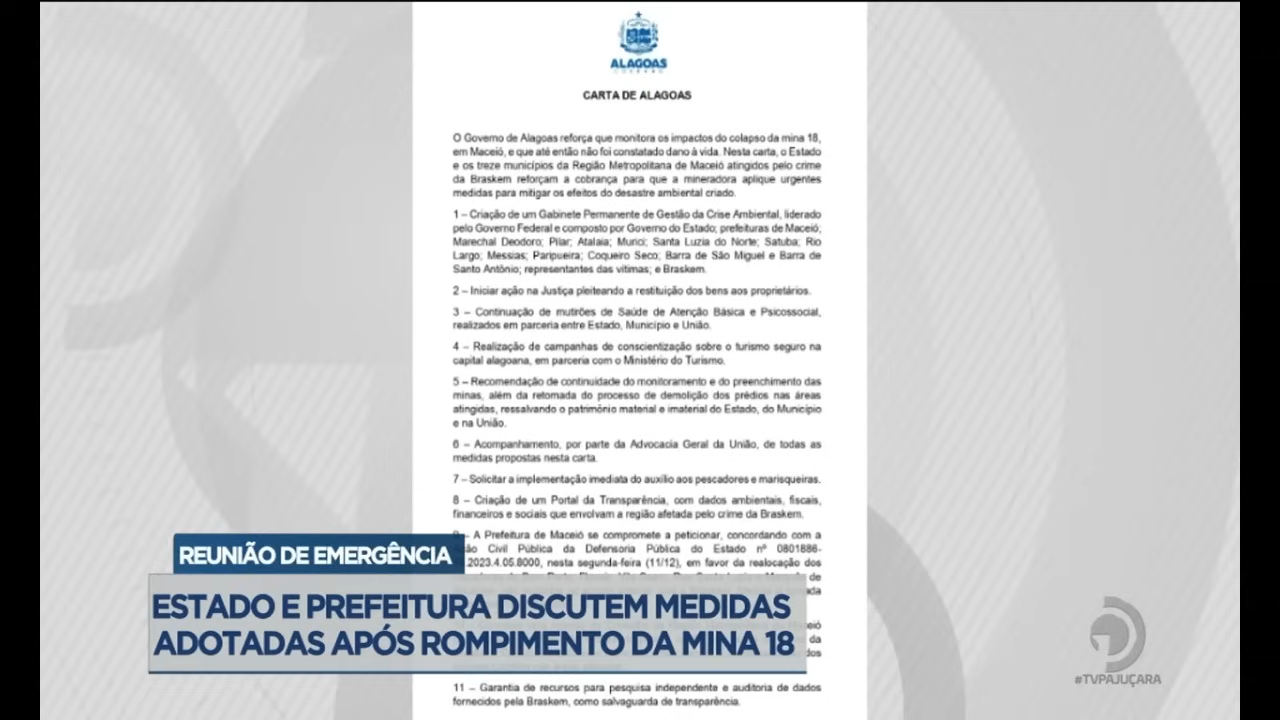 ALAGOAS
GOVERNO
CARTA DE ALAGOAS
O Governo de Alagoas reforça que monitora os impactos do colapso da mina 18,
em Maceió, e que até então não foi constatado dano à vida. Nesta carta, o Estado
e os treze municípios da Região Metropolitana de Maceió atingidos pelo crime
da Braskem reforçam a cobrança para que a mineradora aplique urgentes
medidas para mitigar os efeitos do desastre ambiental criado.
1 – Criação de um Gabinete Permanente de Gestão da Crise Ambiental, liderado
pelo Governo Federal e composto por Governo do Estado; prefeituras de Maceió;
Marechal Deodoro; Pilar; Atalaia; Murici; Santa Luzia do Norte; Satuba; Rio
Largo; Messias; Paripueira; Coqueiro Seco; Barra de São Miguel e Barra de
Santo Antônio; representantes das vítimas; e Braskem.
2 – Iniciar ação na Justiça pleiteando a restituição dos bens aos proprietários.
3 – Continuação de mutirões de Saúde de Atenção Básica e Psicossocial,
realizados em parceria entre Estado, Município e União.
4 – Realização de campanhas de conscientização sobre o turismo seguro na
capital alagoana, em parceria com o Ministério do Turismo.
5 – Recomendação de continuidade do monitoramento e do preenchimento das
minas, além da retomada do processo de demolição dos prédios nas áreas
atingidas, ressalvando o patrimônio material e imaterial do Estado, do Município
e na União.
6 – Acompanhamento, por parte da Advocacia Geral da União, de todas as
medidas propostas nesta carta.
7 – Solicitar a implementação imediata do auxílio aos pescadores e marisqueiras.
8 – Criação de um Portal da Transparência, com dados ambientais, fiscais,
financeiros e sociais que envolvam a região afetada pelo crime da Braskem.
– A Prefeitura de Maceió se compromete a peticionar, concordando com a
Civil Pública da Defensoria Pública do Estado nº 0801886-
.2023.4.05.8000, nesta segunda-feira (11/12), em favor da realocação dos
de
REUNIÃO DE EMERGÊNCIA
ESTADO E PREFEITURA DISCUTEM MEDIDAS
ADOTADAS APÓS ROMPIMENTO DA MINA 18
da
11 – Garantia de recursos para pesquisa independente e auditoria de dados
fornecidos pela Braskem, como salvaguarda de transparência.
#TVPAJUÇARA